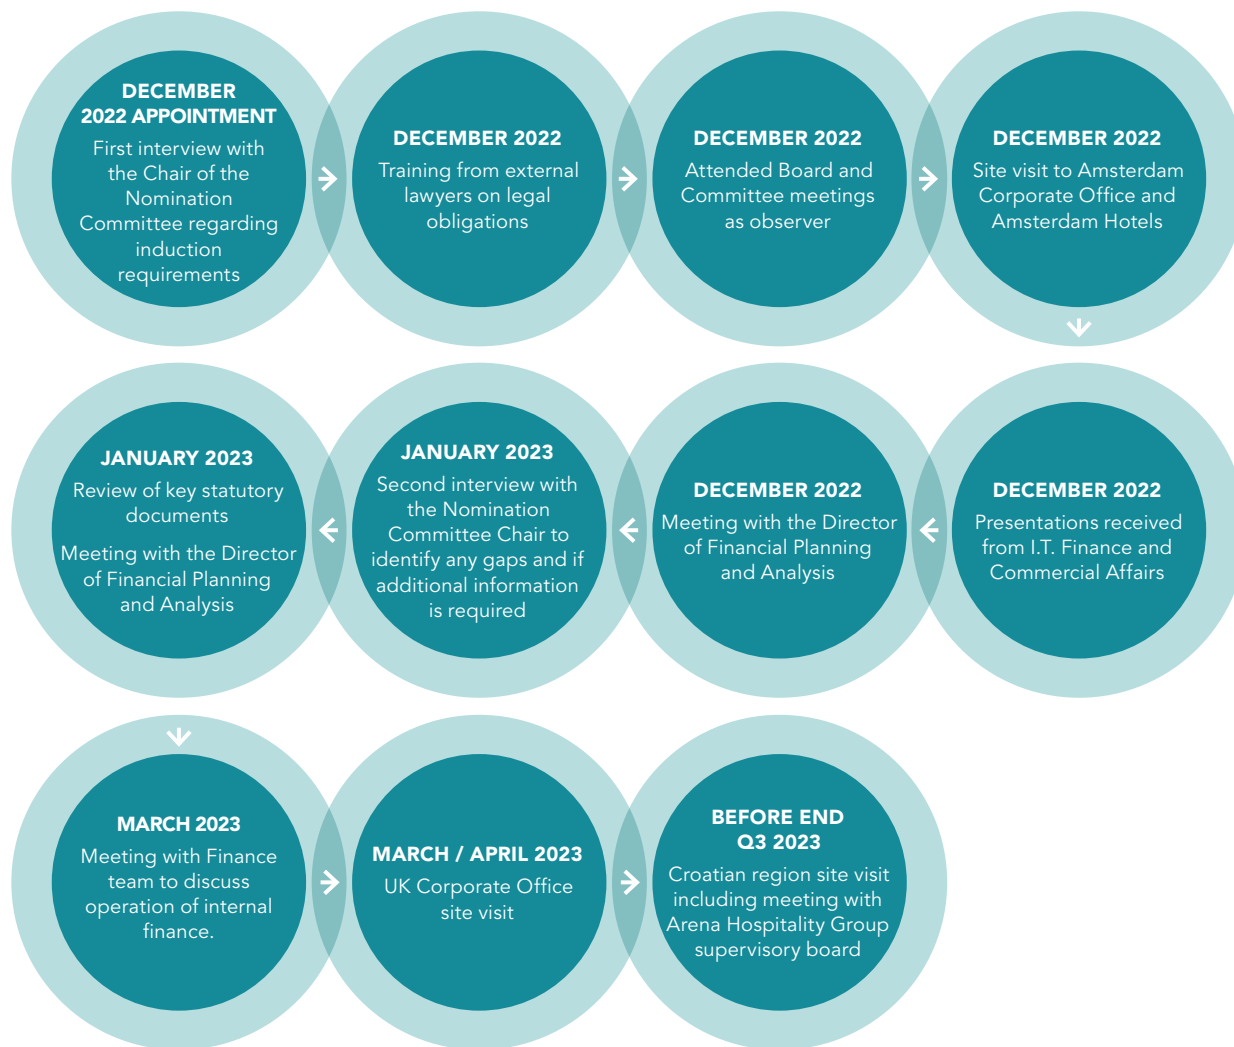 DECEMBER
2022 APPOINTMENT
First interview with
the Chair of the
Nomination
Committee regarding
induction
requirements
DECEMBER 2022
Training from external
lawyers on legal
obligations
DECEMBER 2022
Attended Board and
Committee meetings
as observer
DECEMBER 2022
Site visit to Amsterdam
Corporate Office and
Amsterdam Hotels
DECEMBER 2022
Presentations received
from I.T. Finance and
Commercial Affairs
DECEMBER 2022
Meeting with the Director
of Financial Planning
and Analysis
JANUARY 2023
Second interview with
the Nomination
Committee Chair to
identify any gaps and if
additional information
is required
JANUARY 2023
Review of key statutory
documents
Meeting with the Director
of Financial Planning
and Analysis
MARCH 2023
Meeting with Finance
team to discuss
operation of internal
finance.
MARCH / APRIL 2023
UK Corporate Office
site visit
BEFORE END
Q3 2023
Croatian region site visit
including meeting with
Arena Hospitality Group
supervisory board